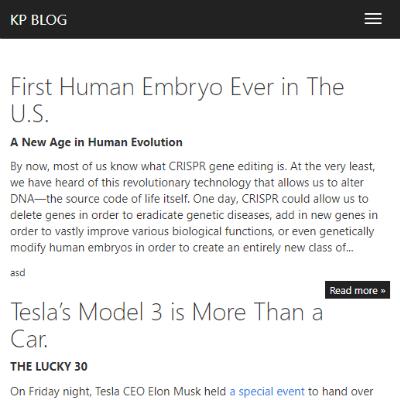 KP BLOG
First Human Embryo Ever in The
U.S.
A New Age in Human Evolution
By now, most of us know what CRISPR gene editing is. At the very least,
we have heard of this revolutionary technology that allows us to alter
DNA—the source code of life itself. One day, CRISPR could allow us to
delete genes in order to eradicate genetic diseases, add in new genes in
order to vastly improve various biological functions, or even genetically
modify human embryos in order to create an entirely new class of...
asd
Read more »
Tesla’s Model 3 is More Than a
Car.
THE LUCKY 30
On Friday night, Tesla CEO Elon Musk held a special event to hand over